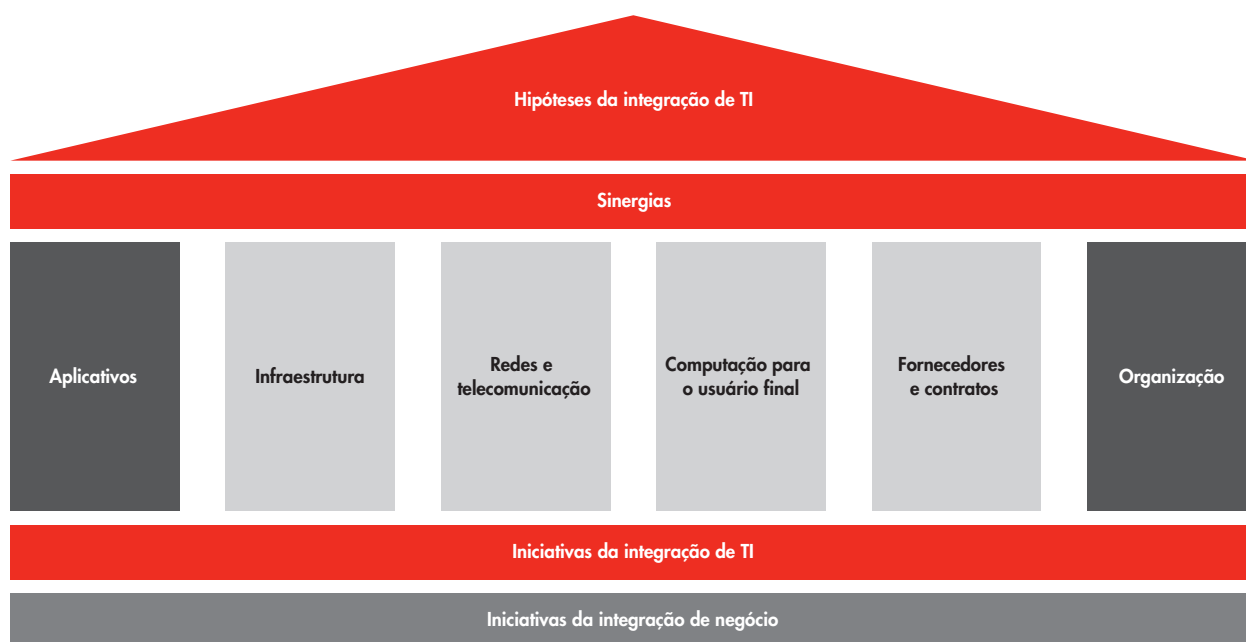 Hipóteses da integração de TI
Sinergias
Aplicativos
Infraestrutura
Redes e
telecomunicação
Computação para
o usuário final
Fornecedores
e contratos
Organização
Iniciativas da integração de TI
Iniciativas da integração de negócio